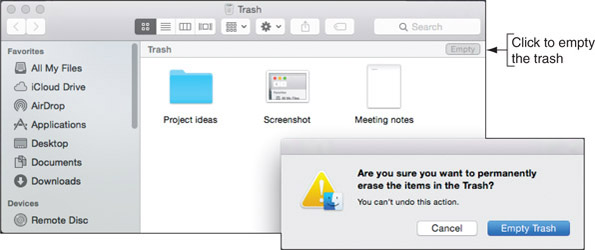 Trash
Search
Favorites
All My Files
iCloud Drive
AirDrop
Applications
Desktop
Documents
Downloads
Devices
Remote Disc
Trash
Empty
Click to empty
the trash
Project ideas
Screenshot
Meeting notes
Are you sure you want to permanently
erase the items in the Trash?
You can't undo this action.
Cancel
Empty Trash